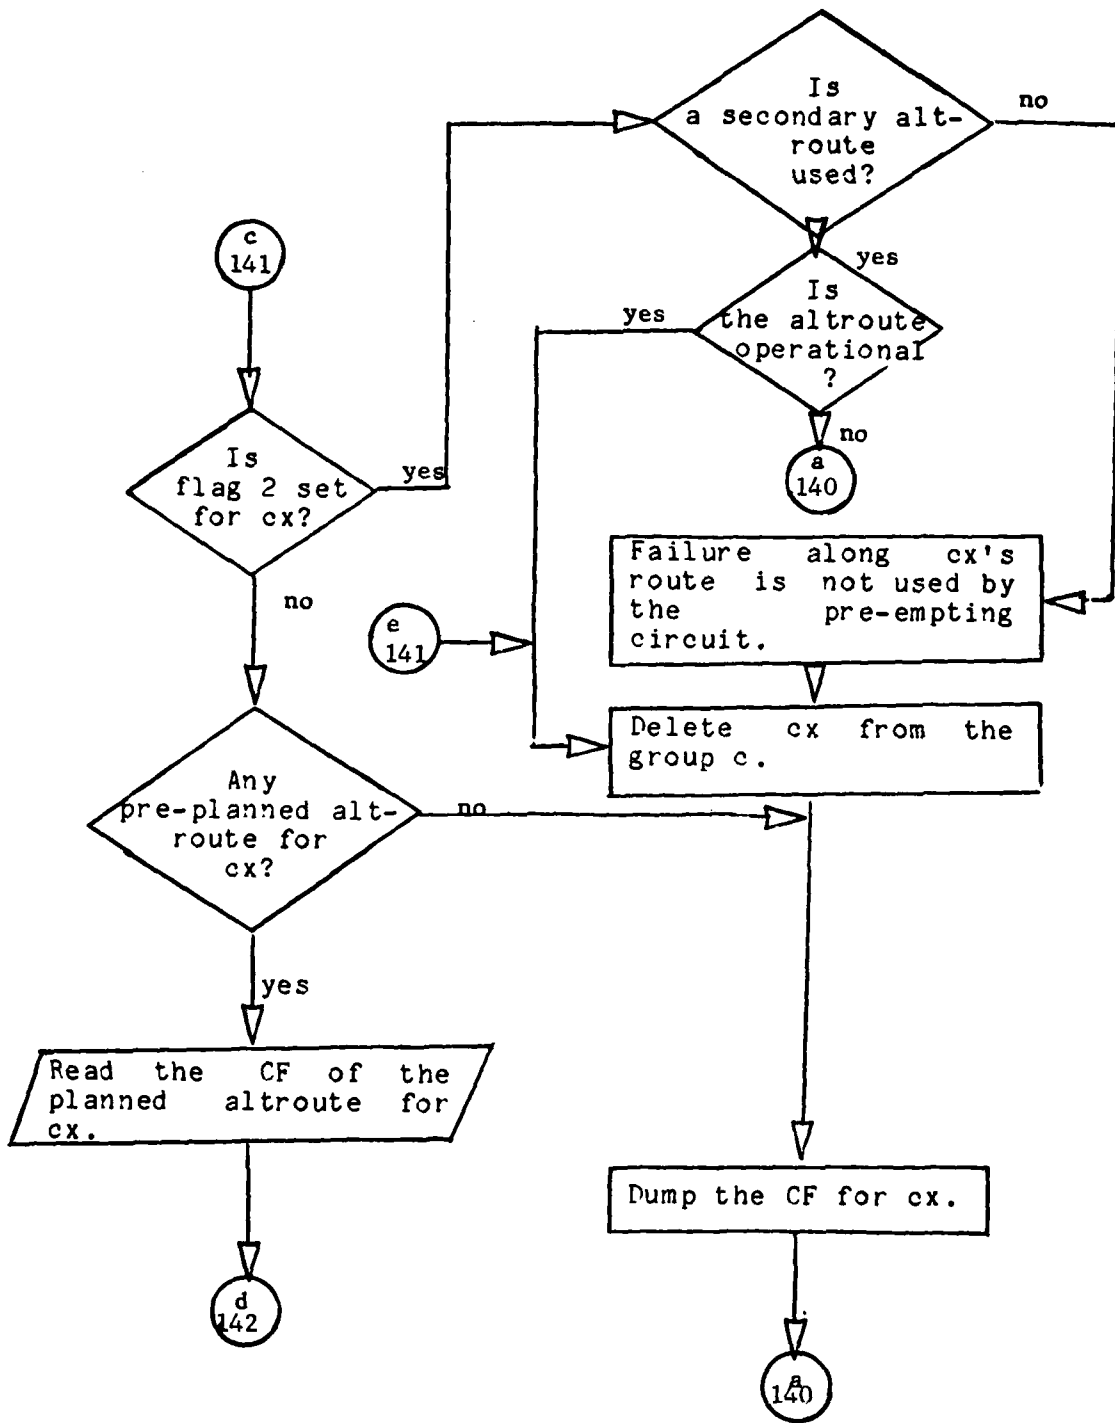 Is
a secondary alt-
route
used?
no
yes
c
141
Is
the altroute
operational
?
yes
no
a
140
Is
flag 2 set
for cx?
yes
no
Failure along cx's
route is not used by
the pre-empting
circuit.
e
141
Delete cx from the
group c.
Any
pre-planned alt-
route for
cx?
no
yes
Read the CF of the
planned altroute for
cx.
Dump the CF for cx.
d
142
a
140